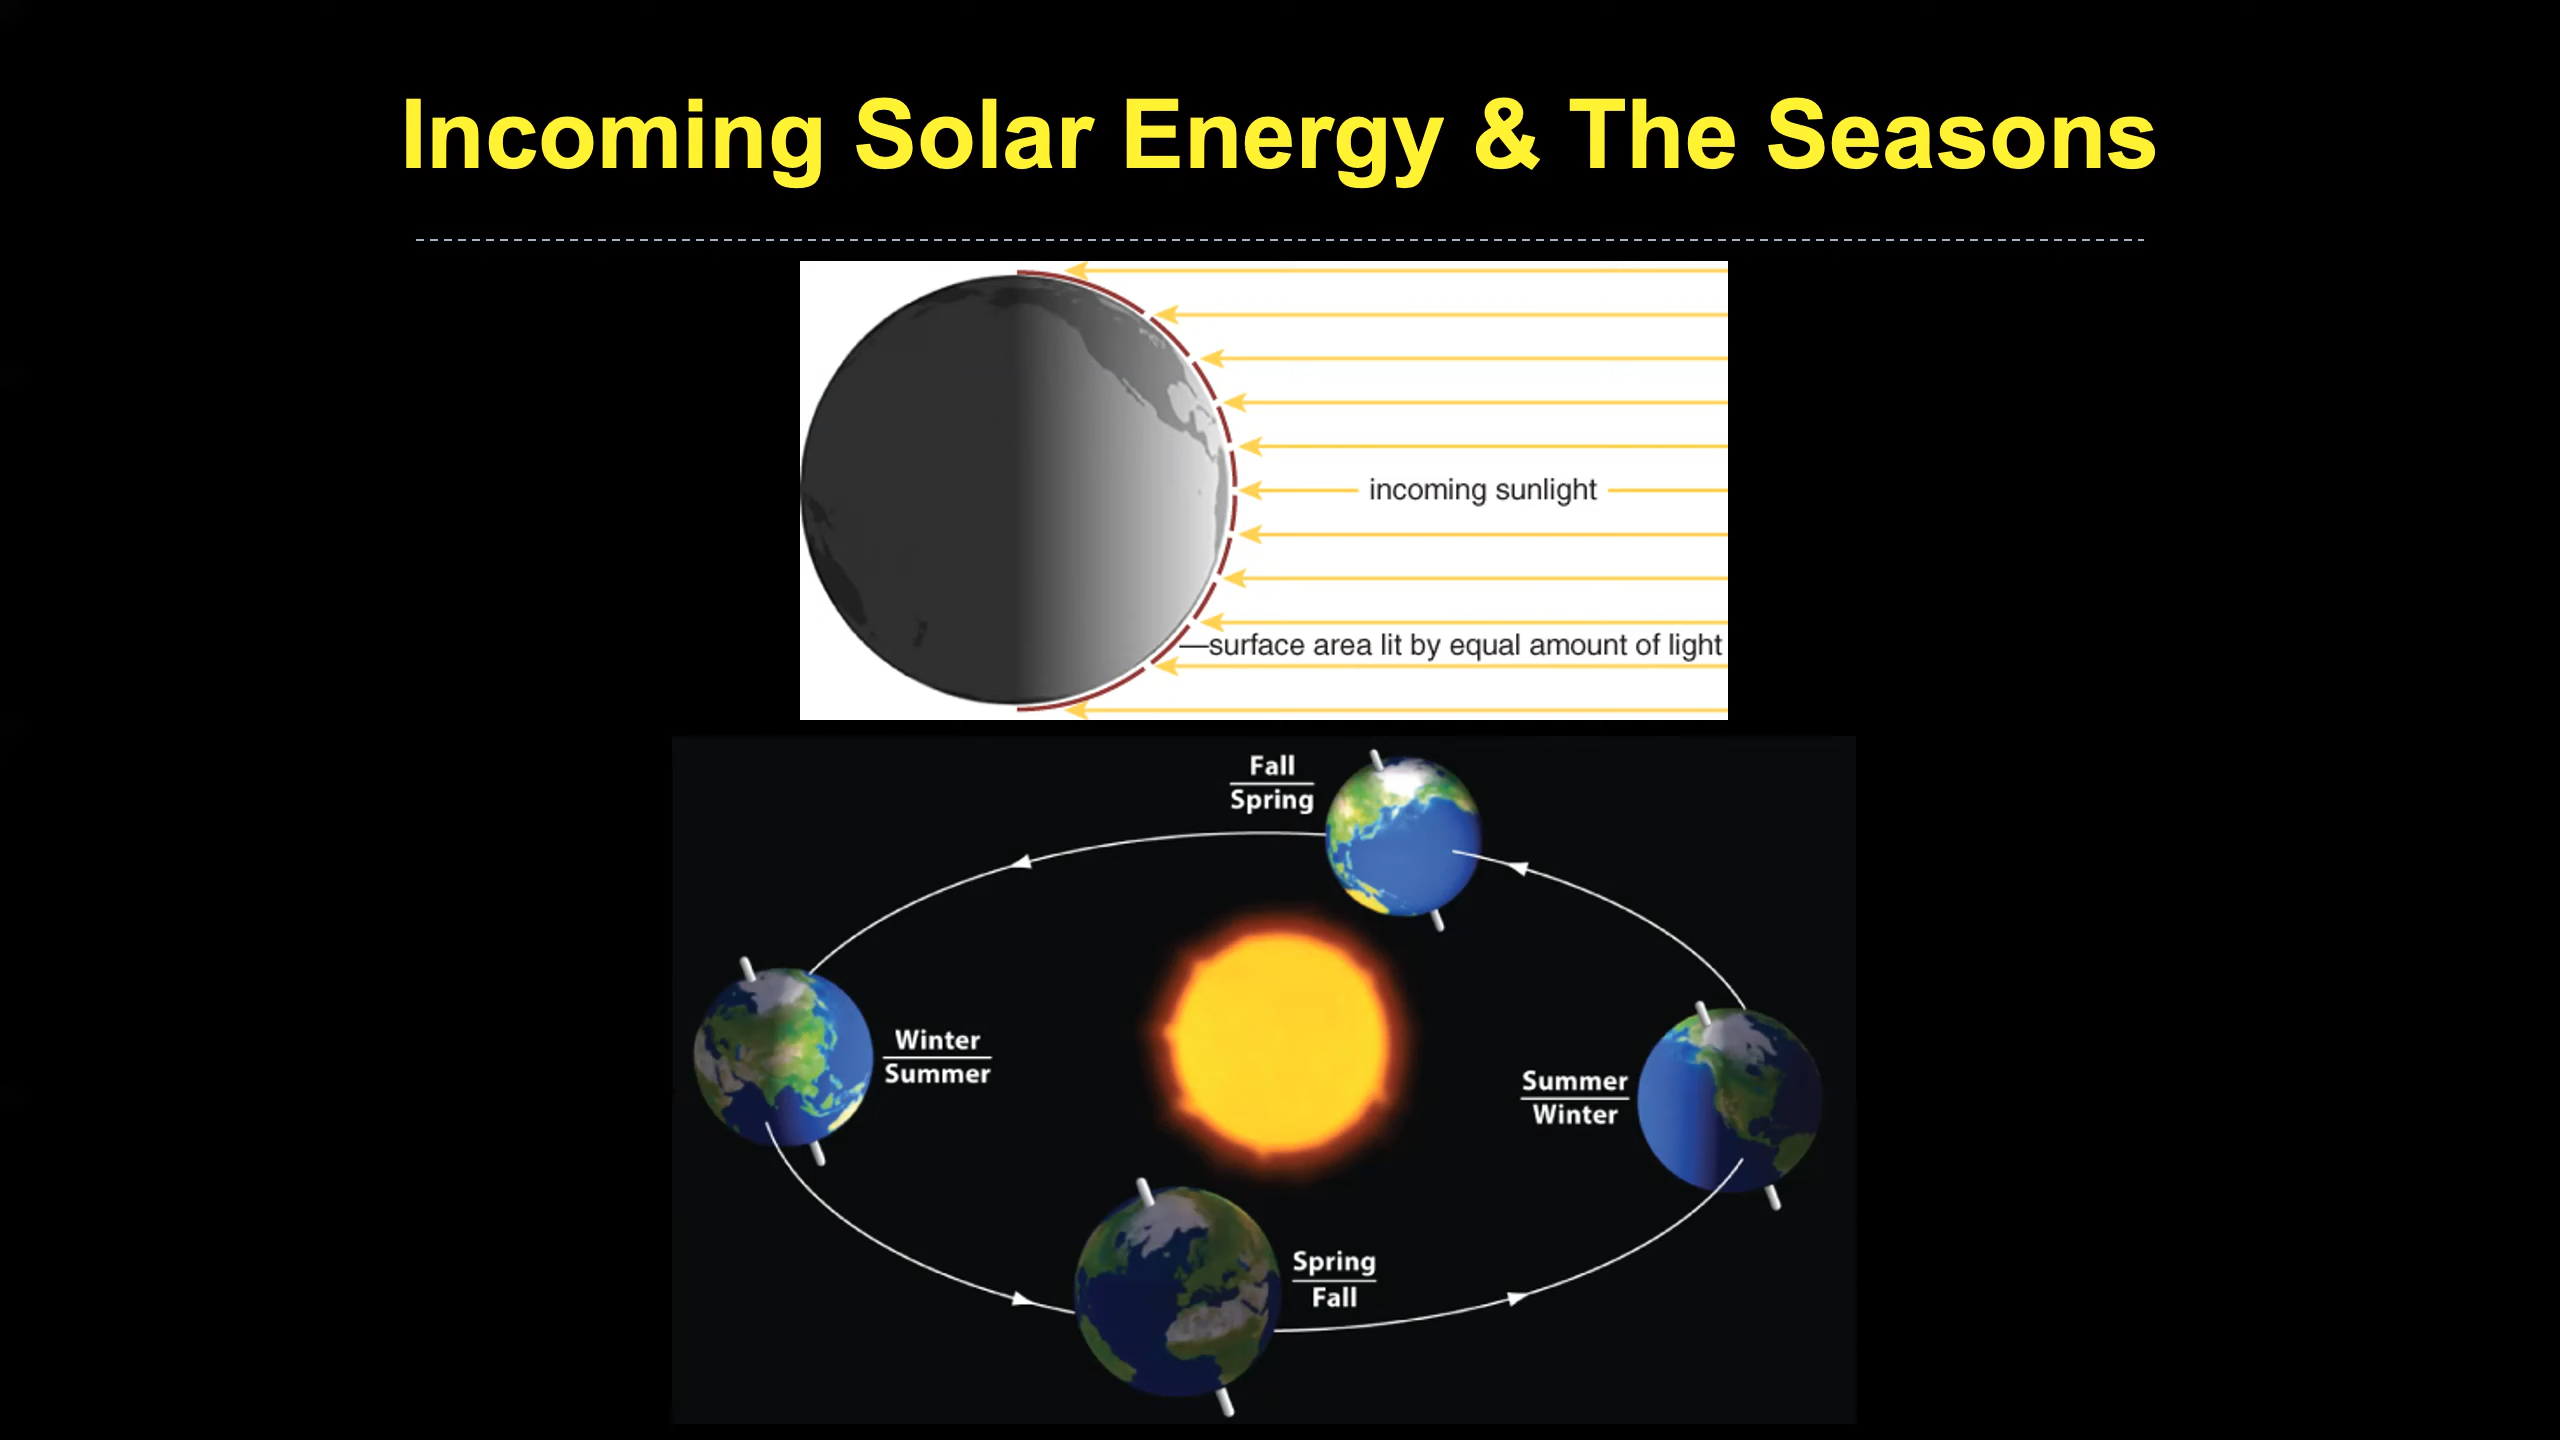 Incoming Solar Energy & The Seasons
incoming sunlight
surface area lit by equal amount of light
Fall
Spring
Winter
Summer
Summer
Winter
Spring
Fall